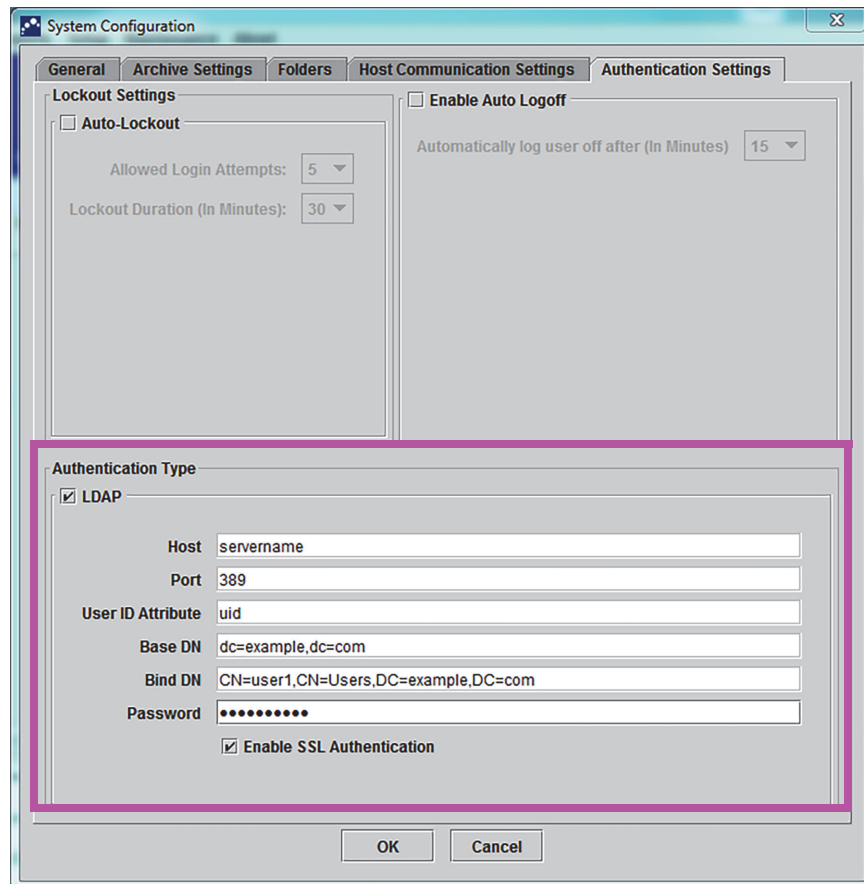 System Configuration
General Archive Settings Folders Host Communication Settings Authentication Settings
Lockout Settings
Auto-Lockout
Allowed Login Attempts: 5
Lockout Duration (In Minutes): 30
Enable Auto Logoff
Automatically log user off after (In Minutes) 15
Authentication Type
LDAP
Host servername
Port 389
User ID Attribute uid
Base DN dc=example,dc=com
Bind DN CN=user1,CN=Users,DC=example,DC=com
Password ••••••••••
Enable SSL Authentication
OK Cancel